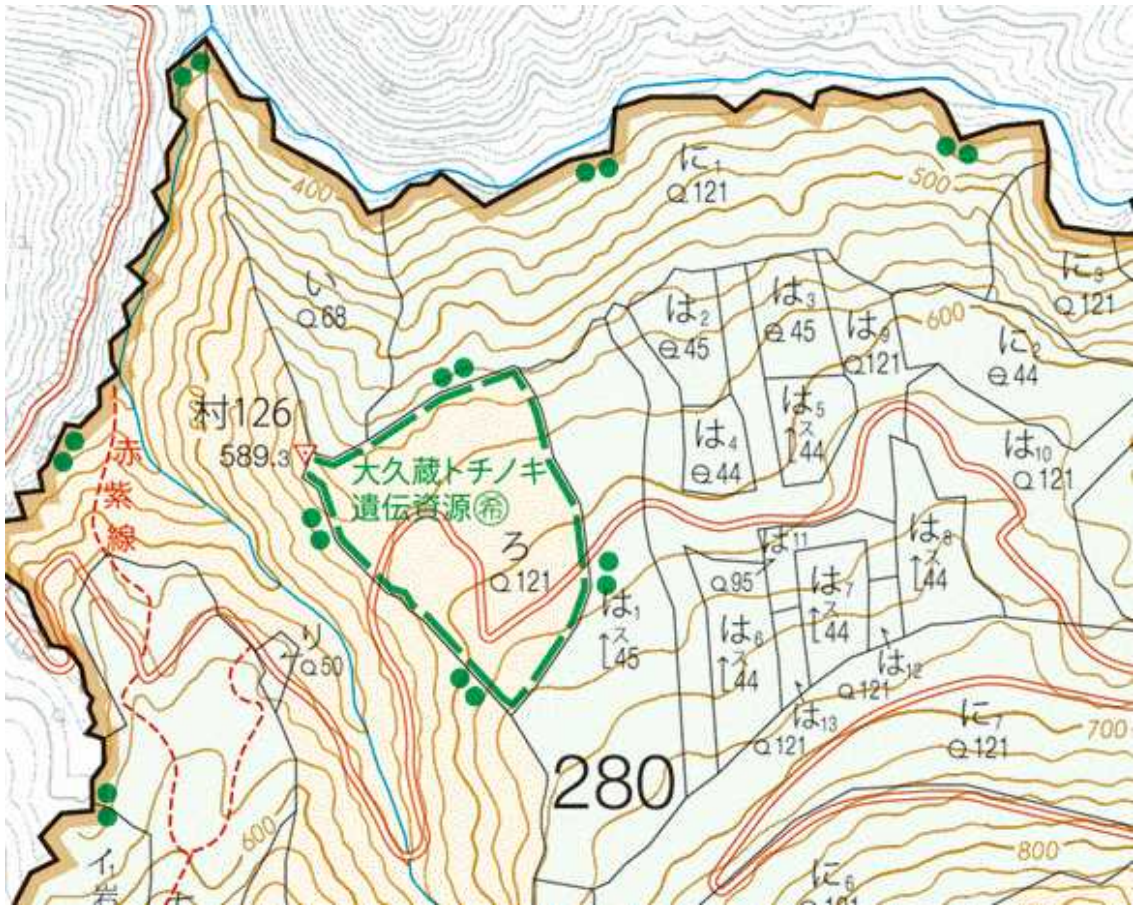 に₁
Q 121
500
400
に₃
Q 121
い
Q 68
は₂
45
は₃
45
は₉
Q 121
600
に₂
44
村126
589.3
は₄
44
は₅
ス
44
は₁₀
Q 121
赤紫線
大久蔵トチノキ
遺伝資源㊒
ろ
Q 121
は₁₁
Q 95
は₇
ス
44
は₈
ス
44
は₁
ス
45
は₆
ス
44
は₁₂
Q 121
は₁₃
Q 121
り
Q 50
に₇
Q 121
700
280
600
800
イ₁
岩
に₆